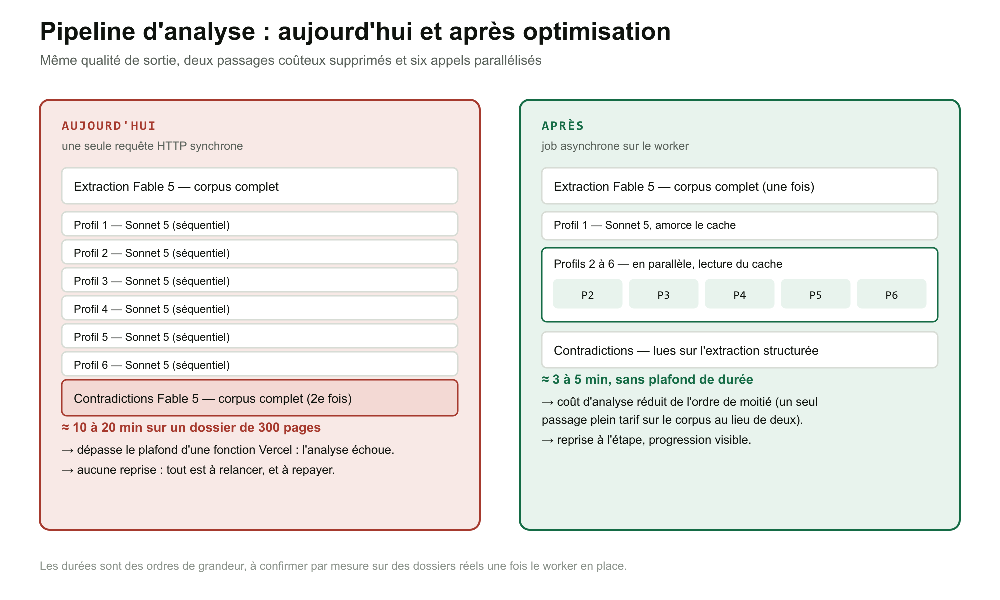 Pipeline d'analyse : aujourd'hui et après optimisation
Même qualité de sortie, deux passages coûteux supprimés et six appels parallélisés
AUJOURD'HUI
une seule requête HTTP synchrone
Extraction Fable 5 — corpus complet
Profil 1 — Sonnet 5 (séquentiel)
Profil 2 — Sonnet 5 (séquentiel)
Profil 3 — Sonnet 5 (séquentiel)
Profil 4 — Sonnet 5 (séquentiel)
Profil 5 — Sonnet 5 (séquentiel)
Profil 6 — Sonnet 5 (séquentiel)
Contradictions Fable 5 — corpus complet (2e fois)
≈ 10 à 20 min sur un dossier de 300 pages
→ dépasse le plafond d'une fonction Vercel : l'analyse échoue.
→ aucune reprise : tout est à relancer, et à repayer.
APRÈS
job asynchrone sur le worker
Extraction Fable 5 — corpus complet (une fois)
Profil 1 — Sonnet 5, amorce le cache
Profils 2 à 6 — en parallèle, lecture du cache
P2
P3
P4
P5
P6
Contradictions — lues sur l'extraction structurée
≈ 3 à 5 min, sans plafond de durée
→ coût d'analyse réduit de l'ordre de moitié (un seul
passage plein tarif sur le corpus au lieu de deux).
→ reprise à l'étape, progression visible.
Les durées sont des ordres de grandeur, à confirmer par mesure sur des dossiers réels une fois le worker en place.